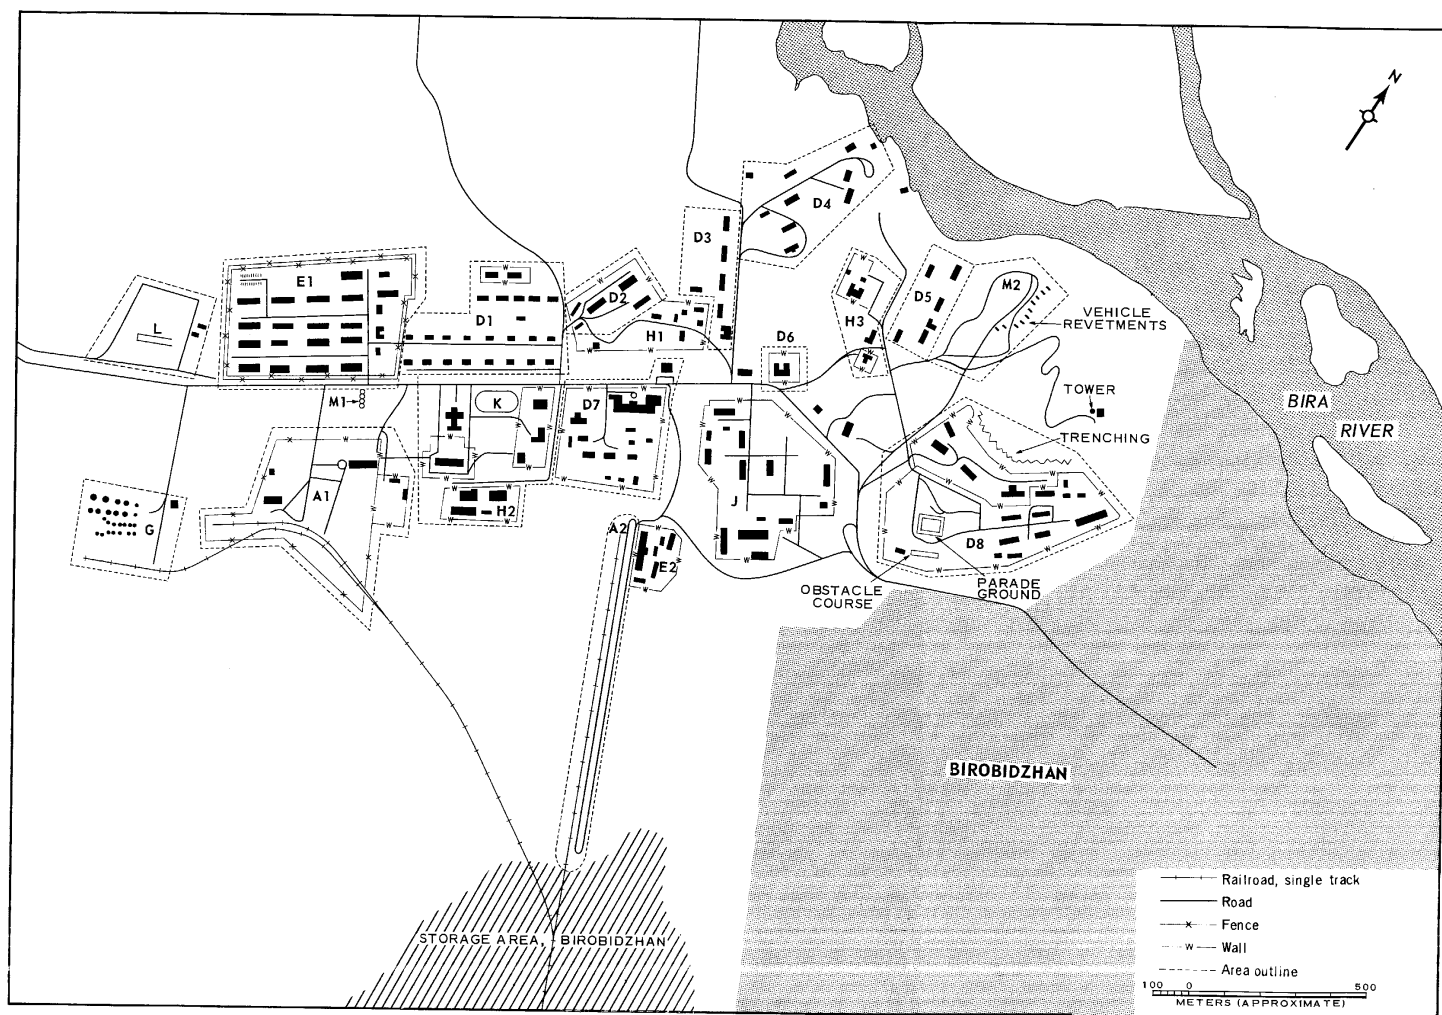 N
D4
D3
E1
M2
D2
D5
L
D1
H1
H3
VEHICLE
REVETMENTS
D6
M1
K
D7
TOWER
BIRA
RIVER
TRENCHING
A1
J
G
H2
A2
D8
E2
OBSTACLE
COURSE
PARADE
GROUND
BIROBIDZHAN
STORAGE AREA, BIROBIDZHAN
Railroad, single track
Road
Fence
Wall
Area outline
100 0 500
METERS (APPROXIMATE)